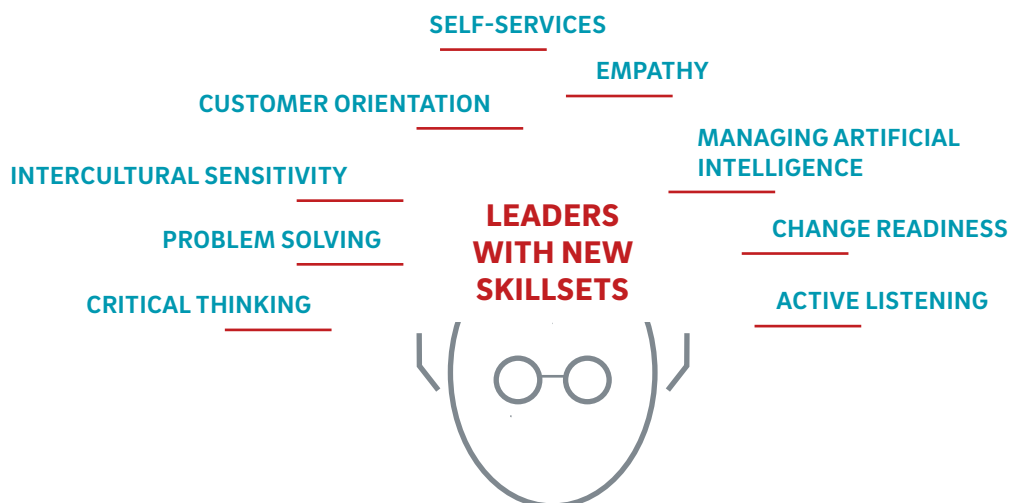 SELF-SERVICES
EMPATHY
CUSTOMER ORIENTATION
MANAGING ARTIFICIAL
INTELLIGENCE
INTERCULTURAL SENSITIVITY
LEADERS
WITH NEW
SKILLSETS
CHANGE READINESS
PROBLEM SOLVING
CRITICAL THINKING
ACTIVE LISTENING